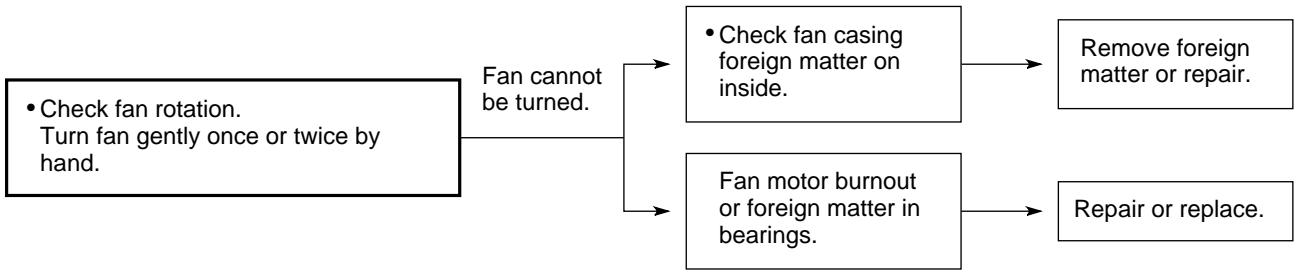 • Check fan rotation.
Turn fan gently once or twice by
hand.
Fan cannot
be turned.
• Check fan casing
foreign matter on
inside.
Remove foreign
matter or repair.
Fan motor burnout
or foreign matter in
bearings.
Repair or replace.